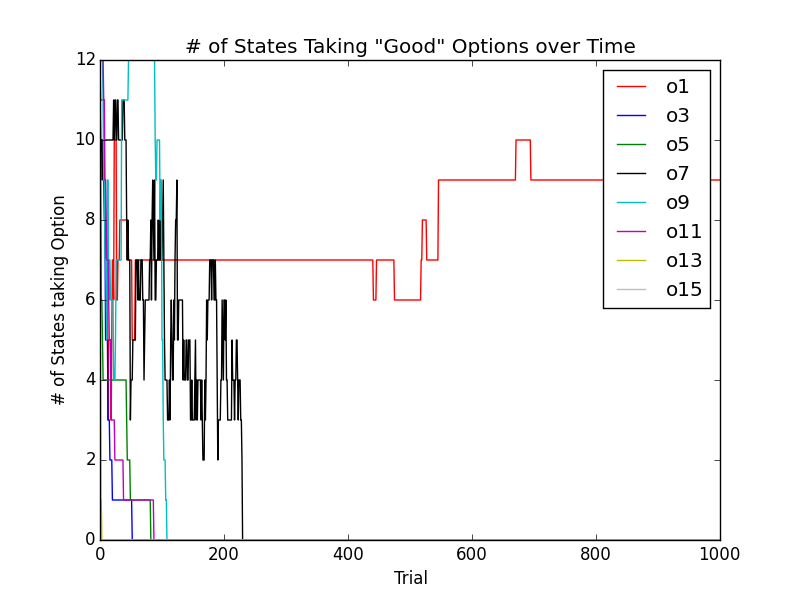 # of States Taking "Good" Options over Time
# of States taking Option
12
10
8
6
4
2
0
0 200 400 600 800 1000
Trial
o1
o3
o5
o7
o9
o11
o13
o15